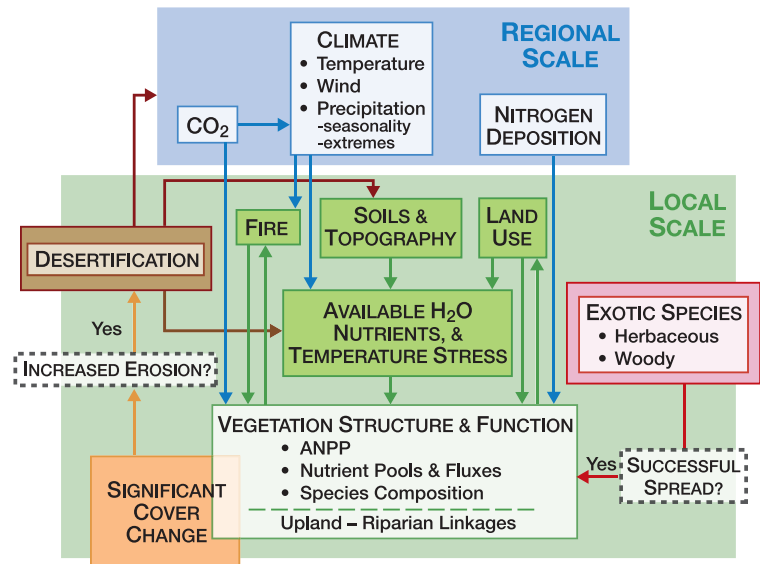 REGIONAL
SCALE
CLIMATE
• Temperature
• Wind
• Precipitation
-seasonality
-extremes
CO₂
NITROGEN
DEPOSITION
LOCAL
SCALE
FIRE
SOILS &
TOPOGRAPHY
LAND
USE
DESERTIFICATION
AVAILABLE H₂O
NUTRIENTS, &
TEMPERATURE STRESS
EXOTIC SPECIES
• Herbaceous
• Woody
Yes
INCREASED EROSION?
VEGETATION STRUCTURE & FUNCTION
• ANPP
• Nutrient Pools & Fluxes
• Species Composition
Upland – Riparian Linkages
Yes
SUCCESSFUL
SPREAD?
SIGNIFICANT
COVER
CHANGE